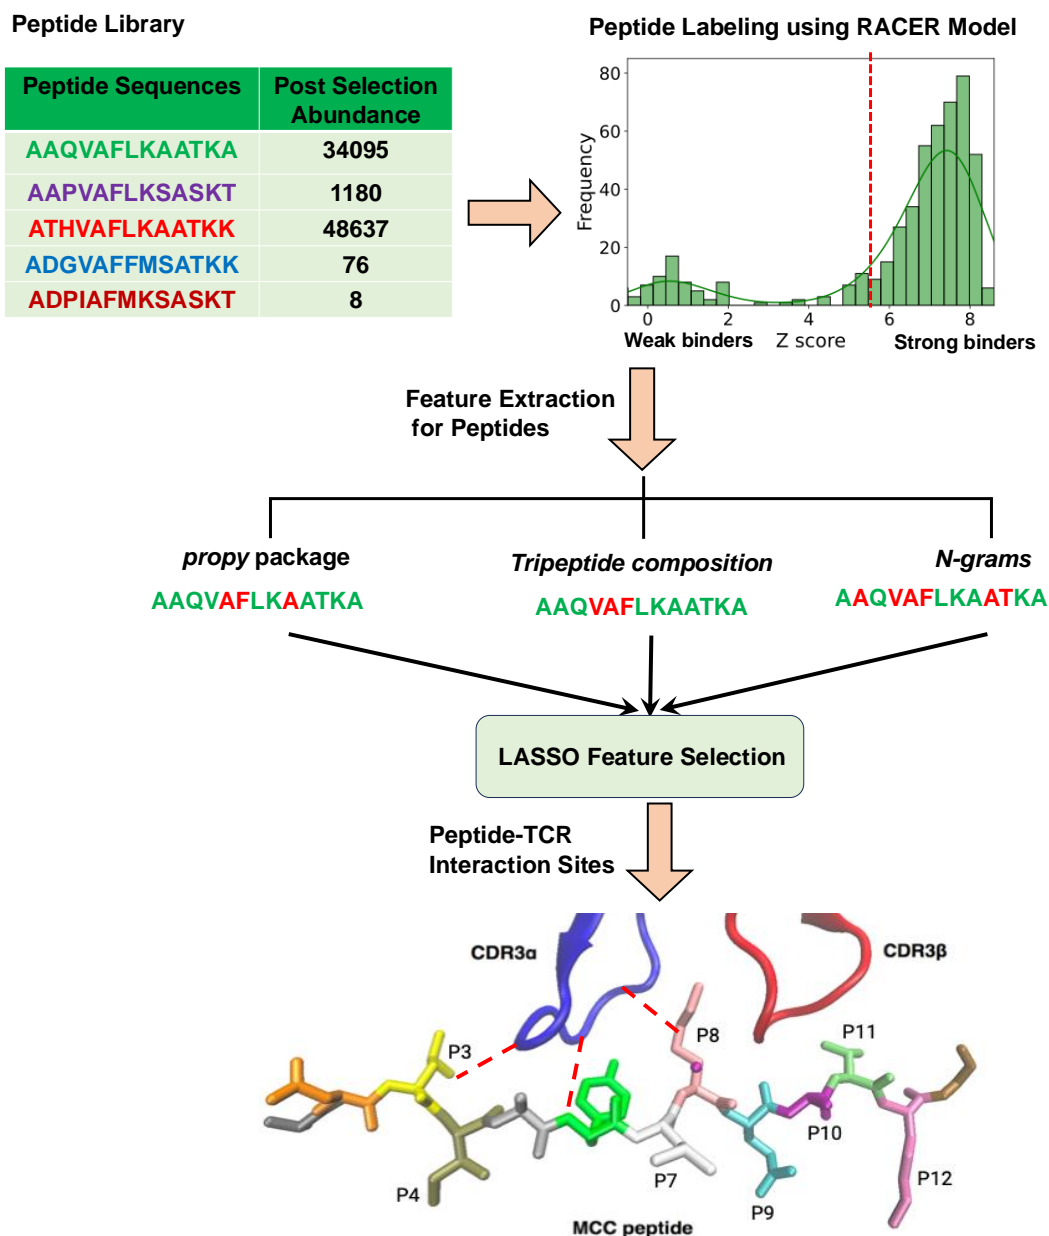 Peptide Library
Peptide Sequences
Post Selection
Abundance
AAQVAFLKAATKA
34095
AAPVAFLKSASKT
1180
ATHVAFLKAATKK
48637
ADGVAFFMSATKK
76
ADPIAFMKSASKT
8
Peptide Labeling using RACER Model
Frequency
80
60
40
20
0
0 2 4 6 8
Weak binders Z score Strong binders
Feature Extraction
for Peptides
propy package
AAQVAFLKAATKA
Tripeptide composition
AAQVAFLKAATKA
N-grams
AAQVAFLKAATKA
LASSO Feature Selection
Peptide-TCR
Interaction Sites
CDR3α
CDR3β
P3
P8
P11
P4
P7
P10
P9
P12
MCC peptide